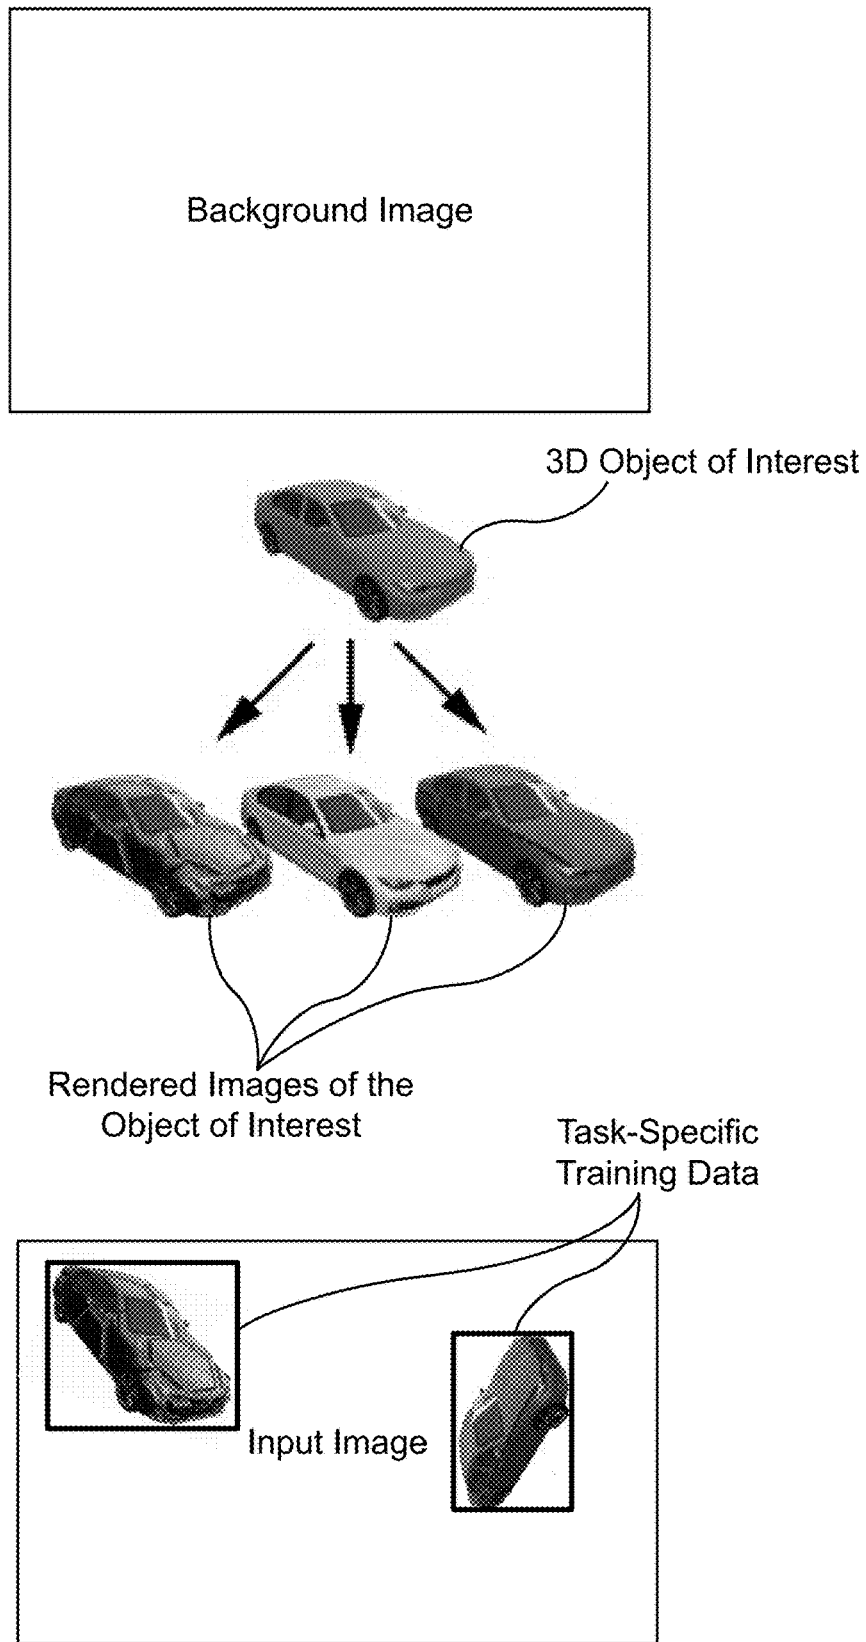 Background Image
3D Object of Interest
Rendered Images of the
Object of Interest
Task-Specific
Training Data
Input Image